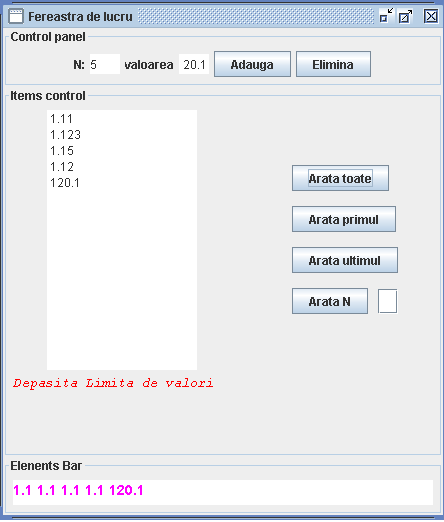 Fereastra de lucru
Control panel
N: 5 valoarea 20.1 Adauga Elimina
Items control
1.11
1.123
1.15
1.12
120.1
Arata toate
Arata primul
Arata ultimul
Arata N
Depasita Limita de valori
Elenents Bar
1.1 1.1 1.1 1.1 120.1